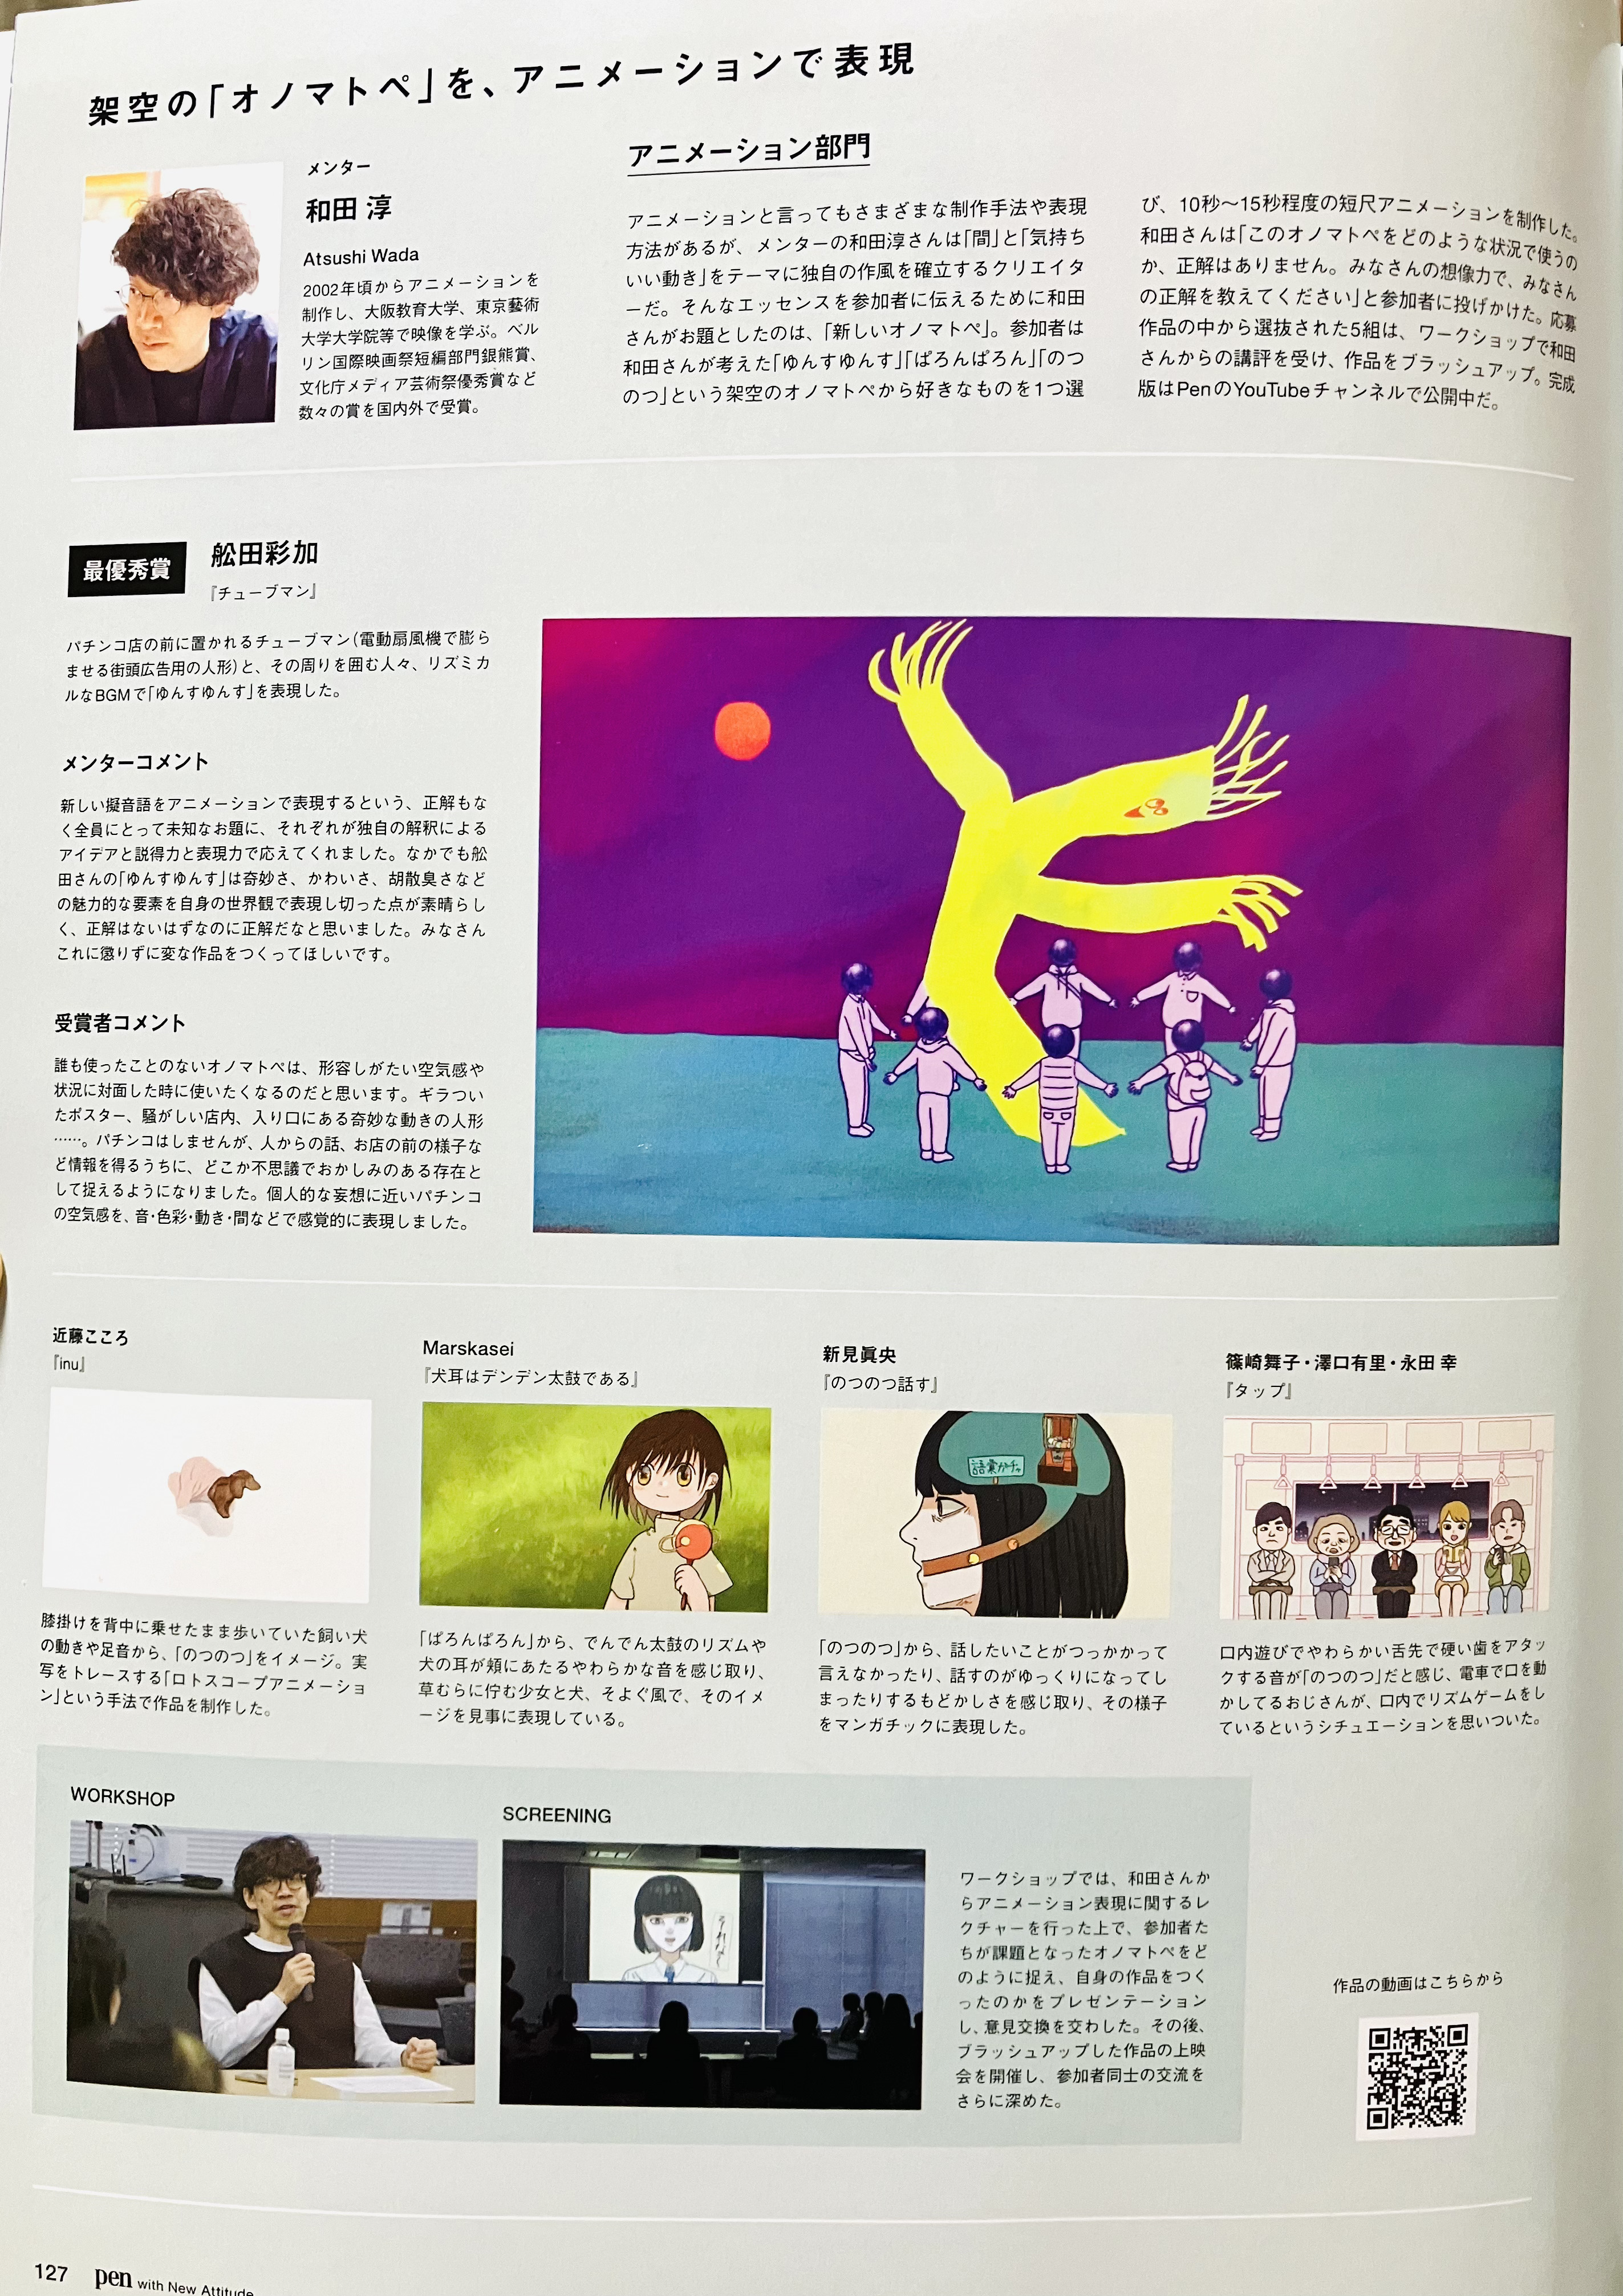 架空の「オノマトペ」を、アニメーションで表現
メンター
和田 淳
Atsushi Wada
2002年頃からアニメーションを
制作し、大阪教育大学、東京藝術
大学大学院等で映像を学ぶ。ベル
リン国際映画祭短編部門銀熊賞、
文化庁メディア芸術祭優秀賞など
数々の賞を国内外で受賞。
アニメーション部門
アニメーションと言ってもさまざまな制作手法や表現
方法があるが、メンターの和田淳さんは「間」と「気持ち
いい動き」をテーマに独自の作風を確立するクリエイタ
ーだ。そんなエッセンスを参加者に伝えるために和田
さんがお題としたのは、「新しいオノマトペ」。参加者は
和田さんが考えた「ゆんすゆんす」「ぱろんぱろん」「のつ
のつ」という架空のオノマトペから好きなものを1つ選
び、10秒〜15秒程度の短尺アニメーションを制作した。
和田さんは「このオノマトペをどのような状況で使うの
か、正解はありません。みなさんの想像力で、みなさん
の正解を教えてください」と参加者に投げかけた。応募
作品の中から選抜された5組は、ワークショップで和田
さんからの講評を受け、作品をブラッシュアップ。完成
版はPenのYouTubeチャンネルで公開中だ。
最優秀賞
舩田彩加
『チューブマン』
パチンコ店の前に置かれるチューブマン(電動扇風機で膨ら
ませる街頭広告用の人形)と、その周りを囲む人々、リズミカ
ルなBGMで「ゆんすゆんす」を表現した。
メンターコメント
新しい擬音語をアニメーションで表現するという、正解もな
く全員にとって未知なお題に、それぞれが独自の解釈による
アイデアと説得力と表現力で応えてくれました。なかでも舩
田さんの「ゆんすゆんす」は奇妙さ、かわいさ、胡散臭さなど
の魅力的な要素を自身の世界観で表現し切った点が素晴らし
く、正解はないはずなのに正解だなと思いました。みなさん
これに懲りずに変な作品をつくってほしいです。
受賞者コメント
誰も使ったことのないオノマトペは、形容しがたい空気感や
状況に対面した時に使いたくなるのだと思います。ギラつい
たポスター、騒がしい店内、入り口にある奇妙な動きの人形
……。パチンコはしませんが、人からの話、お店の前の様子な
ど情報を得るうちに、どこか不思議でおかしみのある存在と
して捉えるようになりました。個人的な妄想に近いパチンコ
の空気感を、音・色彩・動き・間などで感覚的に表現しました。
近藤こころ
『inu』
膝掛けを背中に乗せたまま歩いていた飼い犬
の動きや足音から、「のつのつ」をイメージ。実
写をトレースする「ロトスコープアニメーショ
ン」という手法で作品を制作した。
Marskasei
『犬耳はデンデン太鼓である』
「ぱろんぱろん」から、でんでん太鼓のリズムや
犬の耳が頬にあたるやわらかな音を感じ取り、
草むらに佇む少女と犬、そよぐ風で、そのイメ
ージを見事に表現している。
新見眞央
『のつのつ話す』
語彙ガチャ
「のつのつ」から、話したいことがつっかかって
言えなかったり、話すのがゆっくりになってし
まったりするもどかしさを感じ取り、その様子
をマンガチックに表現した。
篠崎舞子・澤口有里・永田 幸
『タップ』
口内遊びでやわらかい舌先で硬い歯をアタッ
クする音が「のつのつ」だと感じ、電車で口を動
かしてるおじさんが、口内でリズムゲームをし
ているというシチュエーションを思いついた。
WORKSHOP
SCREENING
ワークショップでは、和田さんか
らアニメーション表現に関するレ
クチャーを行った上で、参加者た
ちが課題となったオノマトペをど
のように捉え、自身の作品をつく
ったのかをプレゼンテーション
し、意見交換を交わした。その後、
ブラッシュアップした作品の上映
会を開催し、参加者同士の交流を
さらに深めた。
作品の動画はこちらから
127 pen with New Attitude